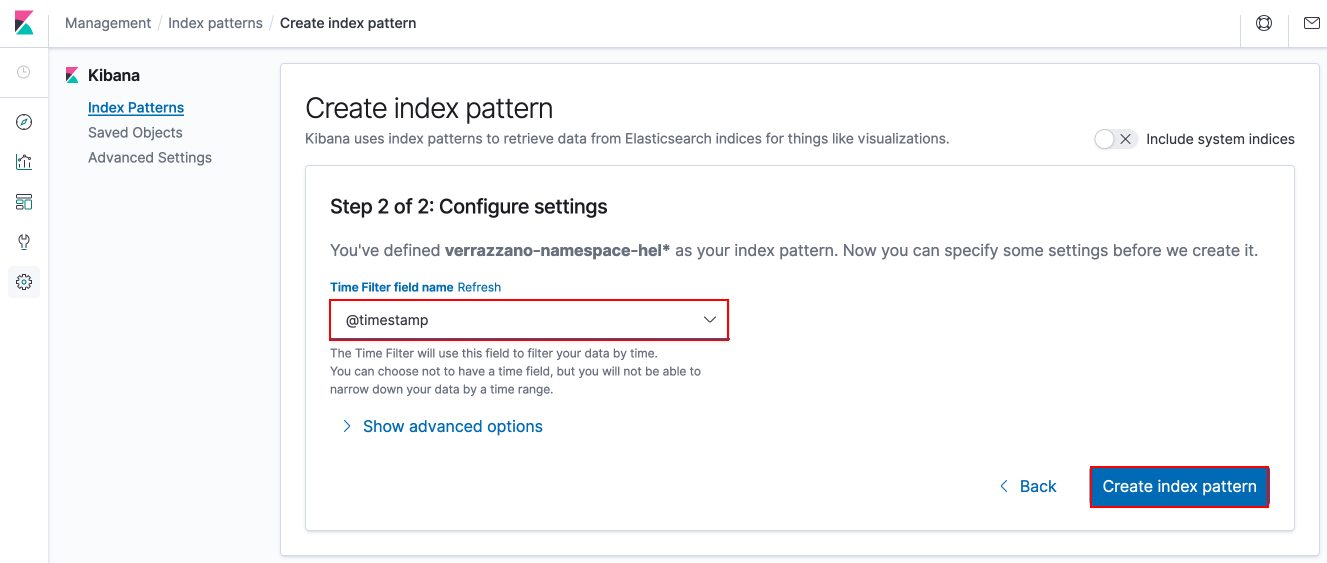 Management / Index patterns / Create index pattern
Kibana
Index Patterns
Saved Objects
Advanced Settings
Create index pattern
Kibana uses index patterns to retrieve data from Elasticsearch indices for things like visualizations.
Include system indices
Step 2 of 2: Configure settings
You've defined verrazzano-namespace-hel* as your index pattern. Now you can specify some settings before we create it.
Time Filter field name Refresh
@timestamp
The Time Filter will use this field to filter your data by time.
You can choose not to have a time field, but you will not be able to
narrow down your data by a time range.
Show advanced options
Back
Create index pattern